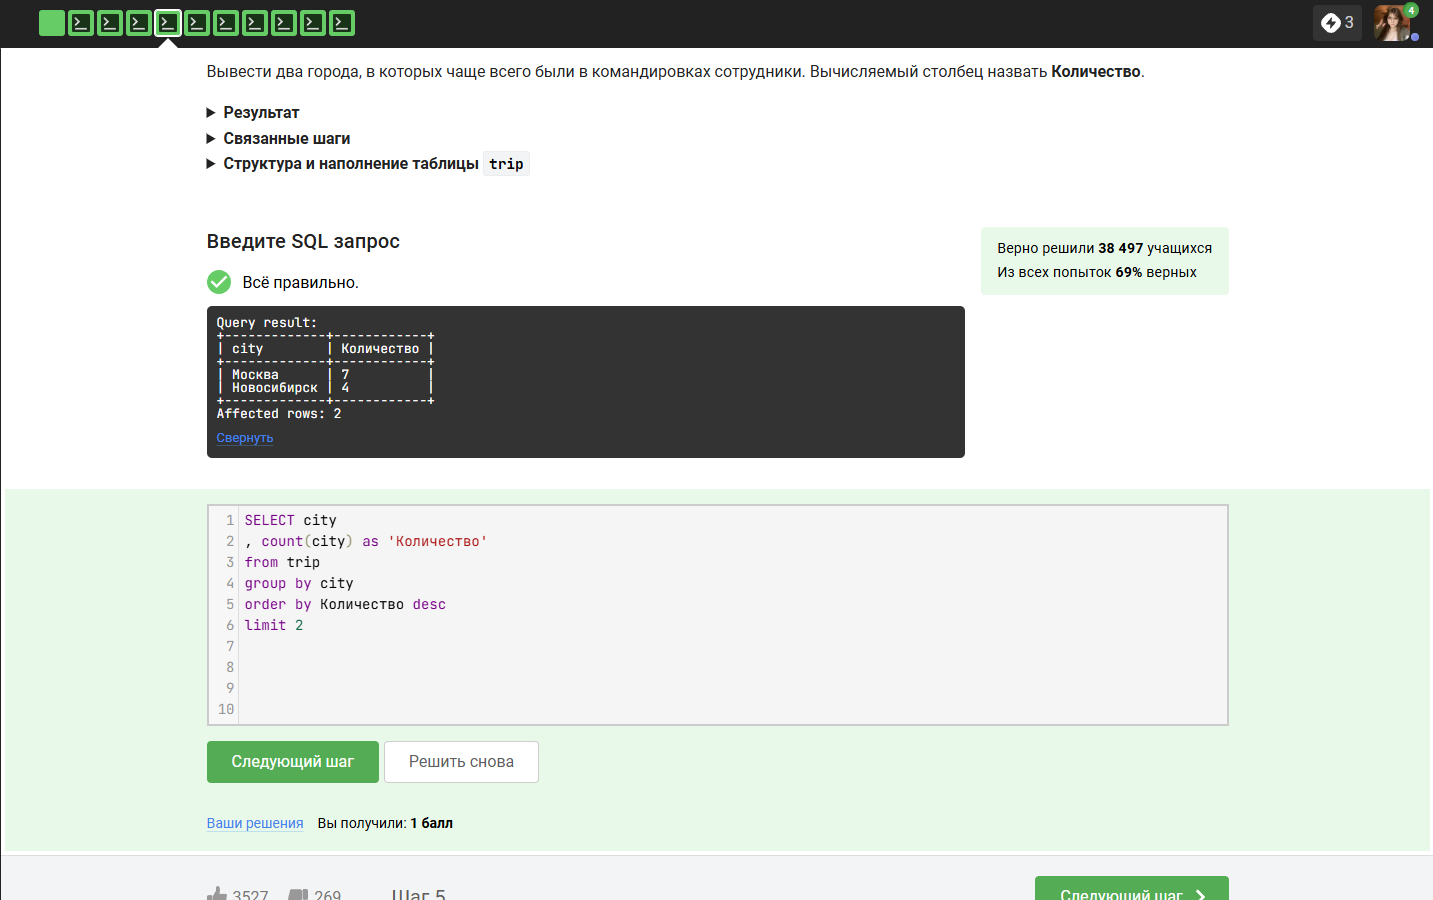 3
4
Вывести два города, в которых чаще всего были в командировках сотрудники. Вычисляемый столбец назвать Количество.
Результат
Связанные шаги
Структура и наполнение таблицы trip
Введите SQL запрос
Верно решили 38 497 учащихся
Из всех попыток 69% верных
Всё правильно.
Query result:
+-------------+------------+
| city        | Количество |
+-------------+------------+
| Москва      | 7          |
| Новосибирск | 4          |
+-------------+------------+
Affected rows: 2
Свернуть
1 SELECT city
2 , count(city) as 'Количество'
3 from trip
4 group by city
5 order by Количество desc
6 limit 2
7
8
9
10
Следующий шаг Решить снова
Ваши решения Вы получили: 1 балл
3527 269 Шаг 5 Следующий шаг